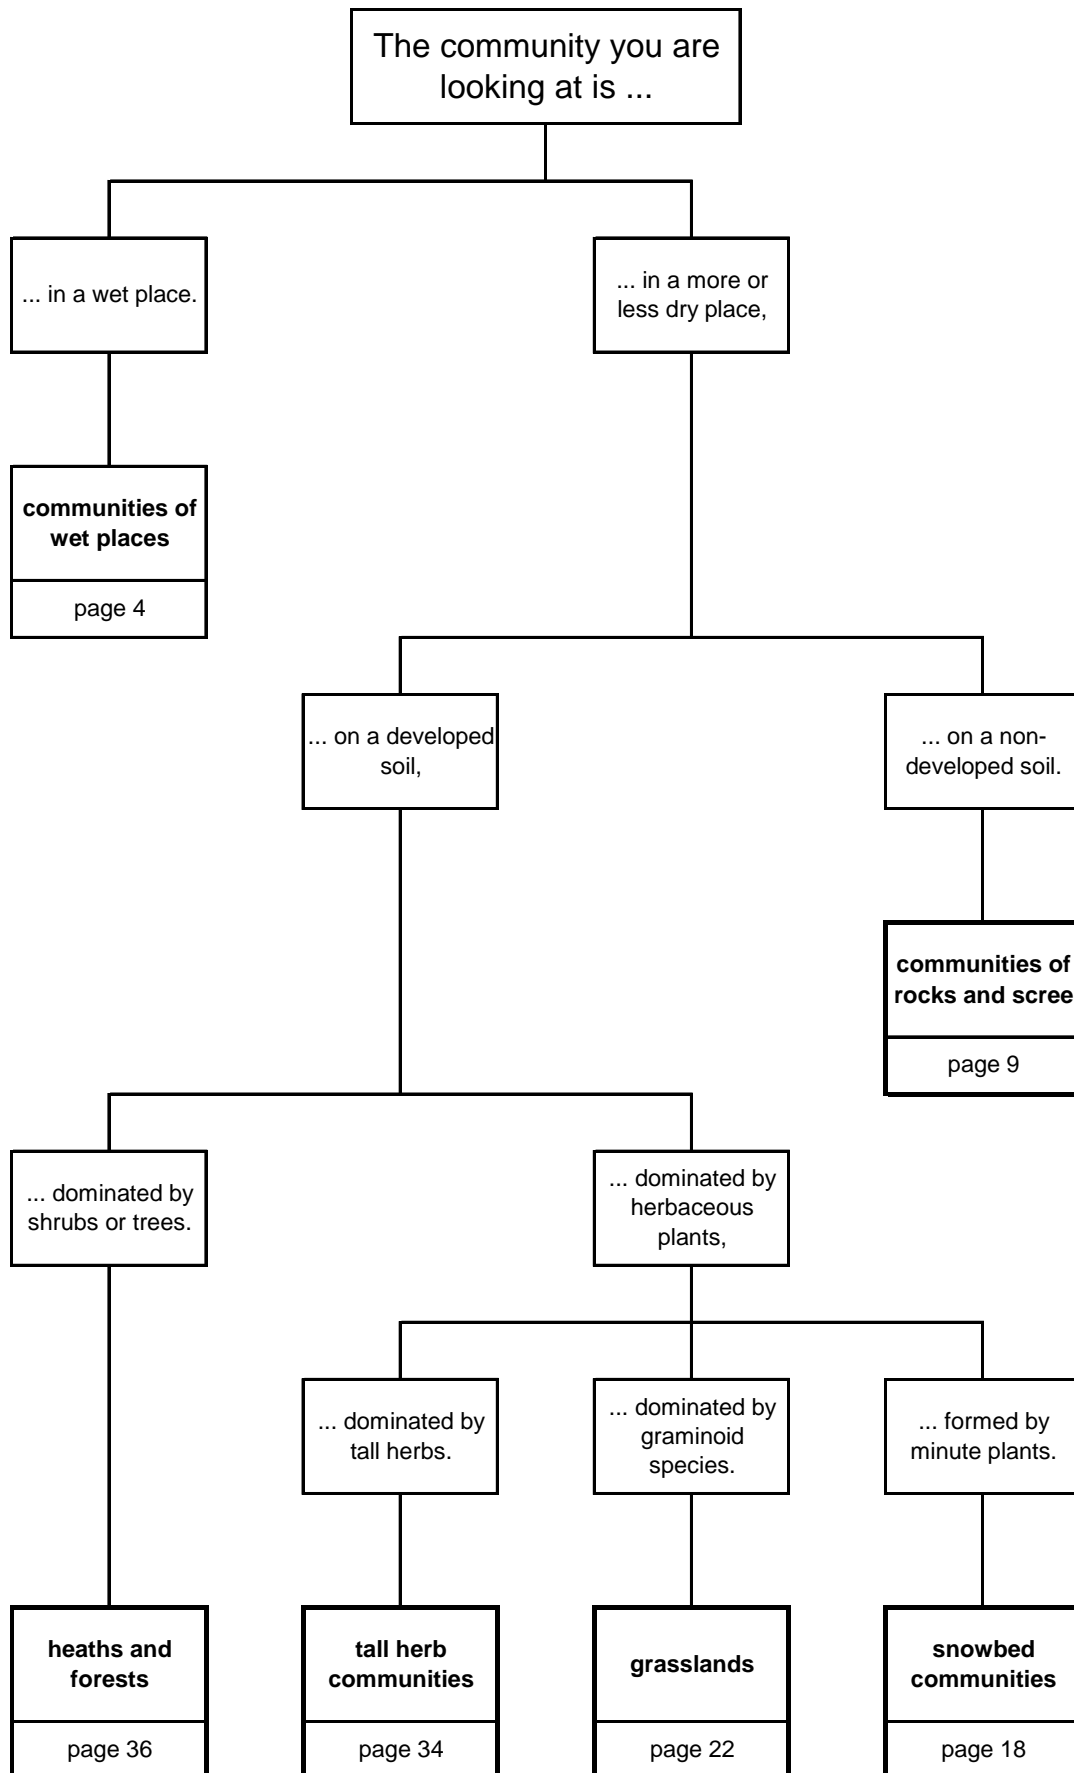 The community you are
looking at is ...
... in a wet place.
... in a more or
less dry place,
communities of
wet places
page 4
... on a developed
soil,
... on a non-
developed soil.
communities of
rocks and scree
page 9
... dominated by
shrubs or trees.
... dominated by
herbaceous
plants,
... dominated by
tall herbs.
... dominated by
graminoid
species.
... formed by
minute plants.
heaths and
forests
page 36
tall herb
communities
page 34
grasslands
page 22
snowbed
communities
page 18